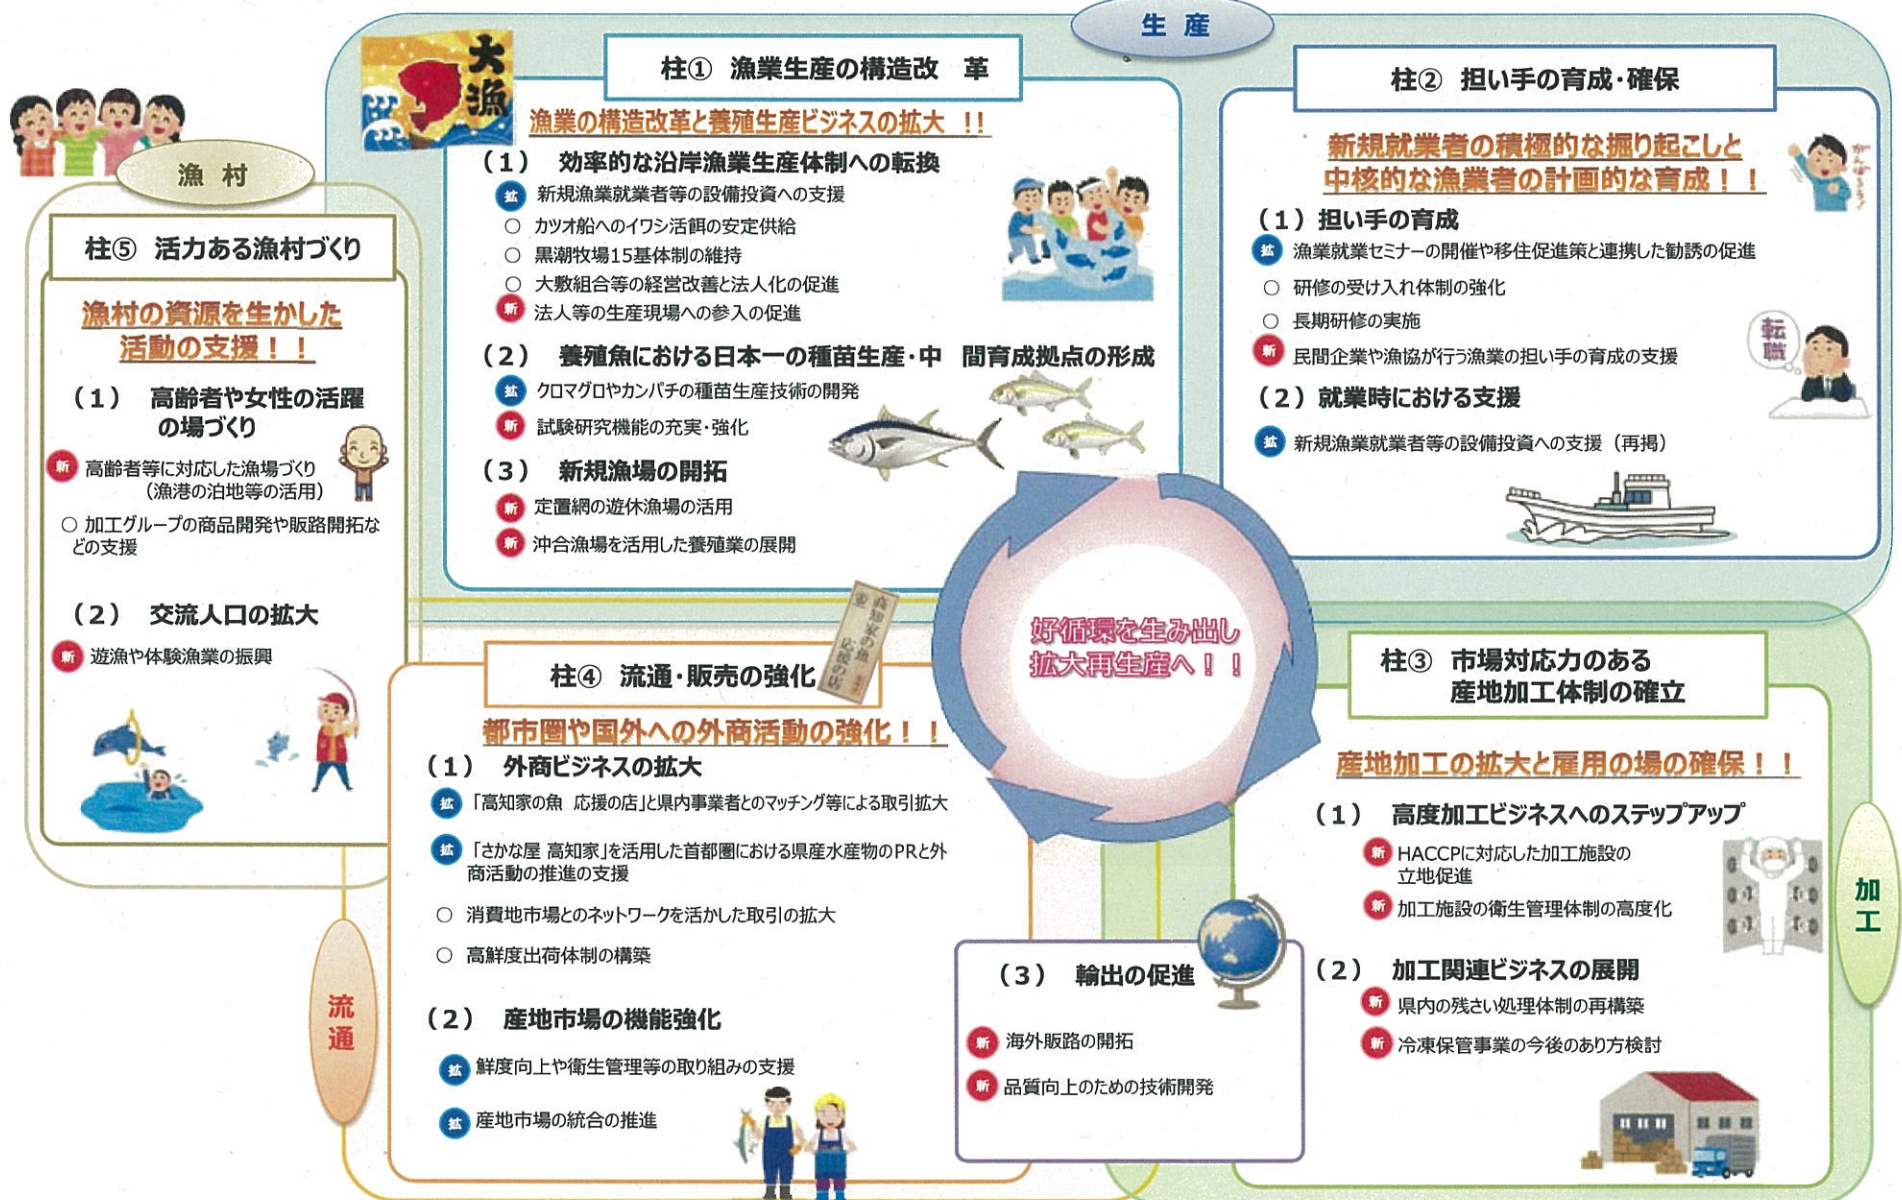 生 産
大漁
柱① 漁業生産の構造改　革
漁業の構造改革と養殖生産ビジネスの拡大 !!
(1)　効率的な沿岸漁業生産体制への転換
拡 新規漁業就業者等の設備投資への支援
○ カツオ船へのイワシ活餌の安定供給
○ 黒潮牧場15基体制の維持
○ 大敷組合等の経営改善と法人化の促進
新 法人等の生産現場への参入の促進
(2)　養殖魚における日本一の種苗生産・中　間育成拠点の形成
拡 クロマグロやカンパチの種苗生産技術の開発
新 試験研究機能の充実・強化
(3)　新規漁場の開拓
新 定置網の遊休漁場の活用
新 沖合漁場を活用した養殖業の展開
柱② 担い手の育成・確保
新規就業者の積極的な掘り起こしと
中核的な漁業者の計画的な育成！！
(1) 担い手の育成
拡 漁業就業セミナーの開催や移住促進策と連携した勧誘の促進
○ 研修の受け入れ体制の強化
○ 長期研修の実施
新 民間企業や漁協が行う漁業の担い手の育成の支援
転職
(2) 就業時における支援
拡 新規漁業就業者等の設備投資への支援（再掲）
漁 村
柱⑤ 活力ある漁村づくり
漁村の資源を生かした
活動の支援！！
(1)　高齢者や女性の活躍
の場づくり
新 高齢者等に対応した漁場づくり
（漁港の泊地等の活用）
○ 加工グループの商品開発や販路開拓な
どの支援
(2)　交流人口の拡大
新 遊漁や体験漁業の振興
好循環を生み出し
拡大再生産へ！！
柱④ 流通・販売の強化
高知家の魚 応援の店
都市圏や国外への外商活動の強化！！
(1)　外商ビジネスの拡大
拡 「高知家の魚　応援の店」と県内事業者とのマッチング等による取引拡大
拡 「さかな屋 高知家」を活用した首都圏における県産水産物のPRと外
商活動の推進の支援
○ 消費地市場とのネットワークを活かした取引の拡大
○ 高鮮度出荷体制の構築
(2)　産地市場の機能強化
拡 鮮度向上や衛生管理等の取り組みの支援
拡 産地市場の統合の推進
流通
(3)　輸出の促進
新 海外販路の開拓
新 品質向上のための技術開発
柱③ 市場対応力のある
産地加工体制の確立
産地加工の拡大と雇用の場の確保！！
(1)　高度加工ビジネスへのステップアップ
新 HACCPに対応した加工施設の
立地促進
新 加工施設の衛生管理体制の高度化
(2)　加工関連ビジネスの展開
新 県内の残さい処理体制の再構築
新 冷凍保管事業の今後のあり方検討
加工